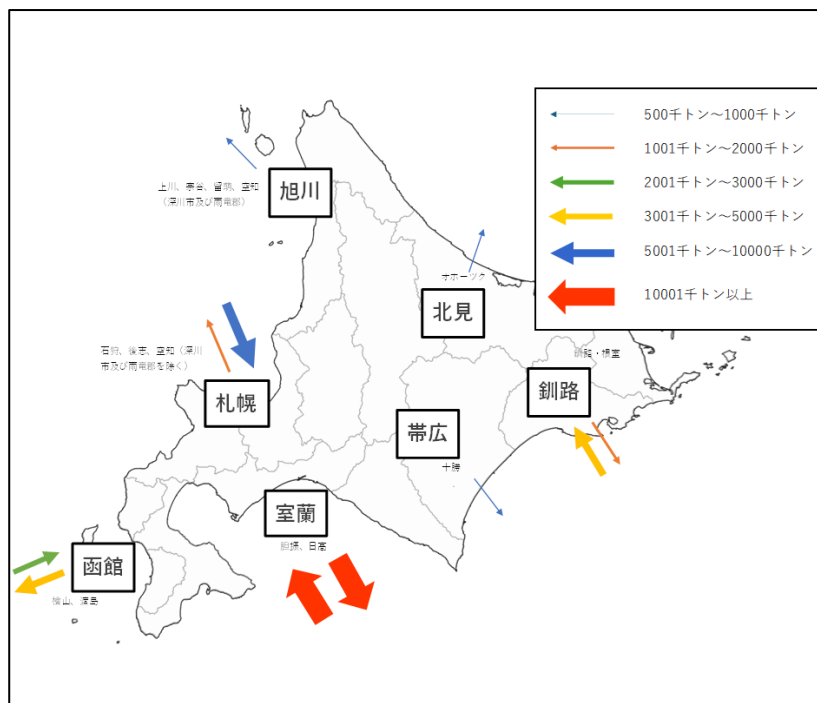 500千トン～1000千トン
1001千トン～2000千トン
2001千トン～3000千トン
3001千トン～5000千トン
5001千トン～10000千トン
10001千トン以上
上川、宗谷、留萌、空知
（深川市及び雨竜郡）
旭川
オホーツク
北見
石狩、後志、空知（深川
市及び雨竜郡を除く）
札幌
釧路・根室
釧路
帯広
十勝
室蘭
胆振、日高
函館
檜山、渡島